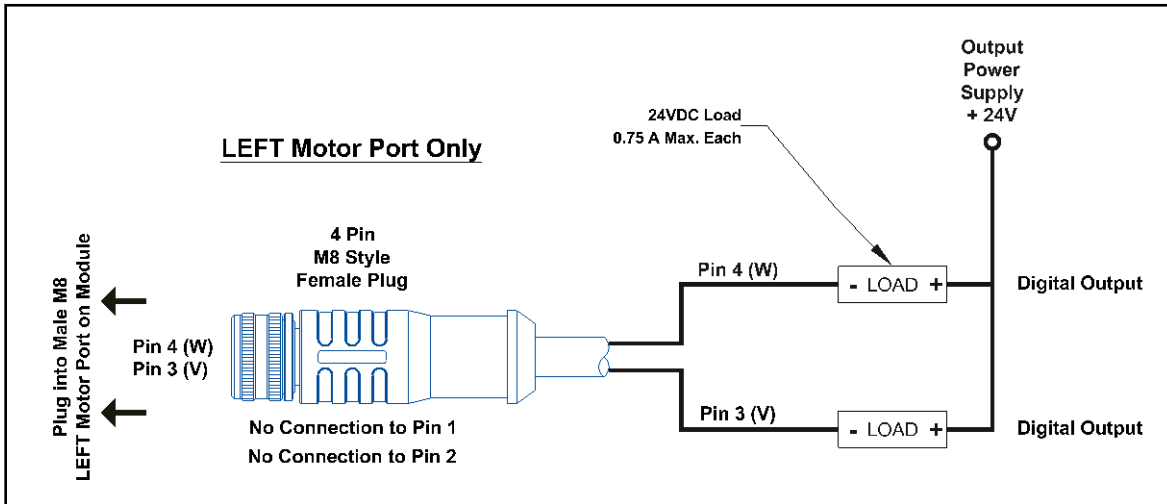 Output
Power
Supply
+ 24V
24VDC Load
0.75 A Max. Each
LEFT Motor Port Only
4 Pin
M8 Style
Female Plug
Plug into Male M8
LEFT Motor Port on Module
Pin 4 (W)
Pin 3 (V)
No Connection to Pin 1
No Connection to Pin 2
Pin 4 (W)
- LOAD +
Digital Output
Pin 3 (V)
- LOAD +
Digital Output